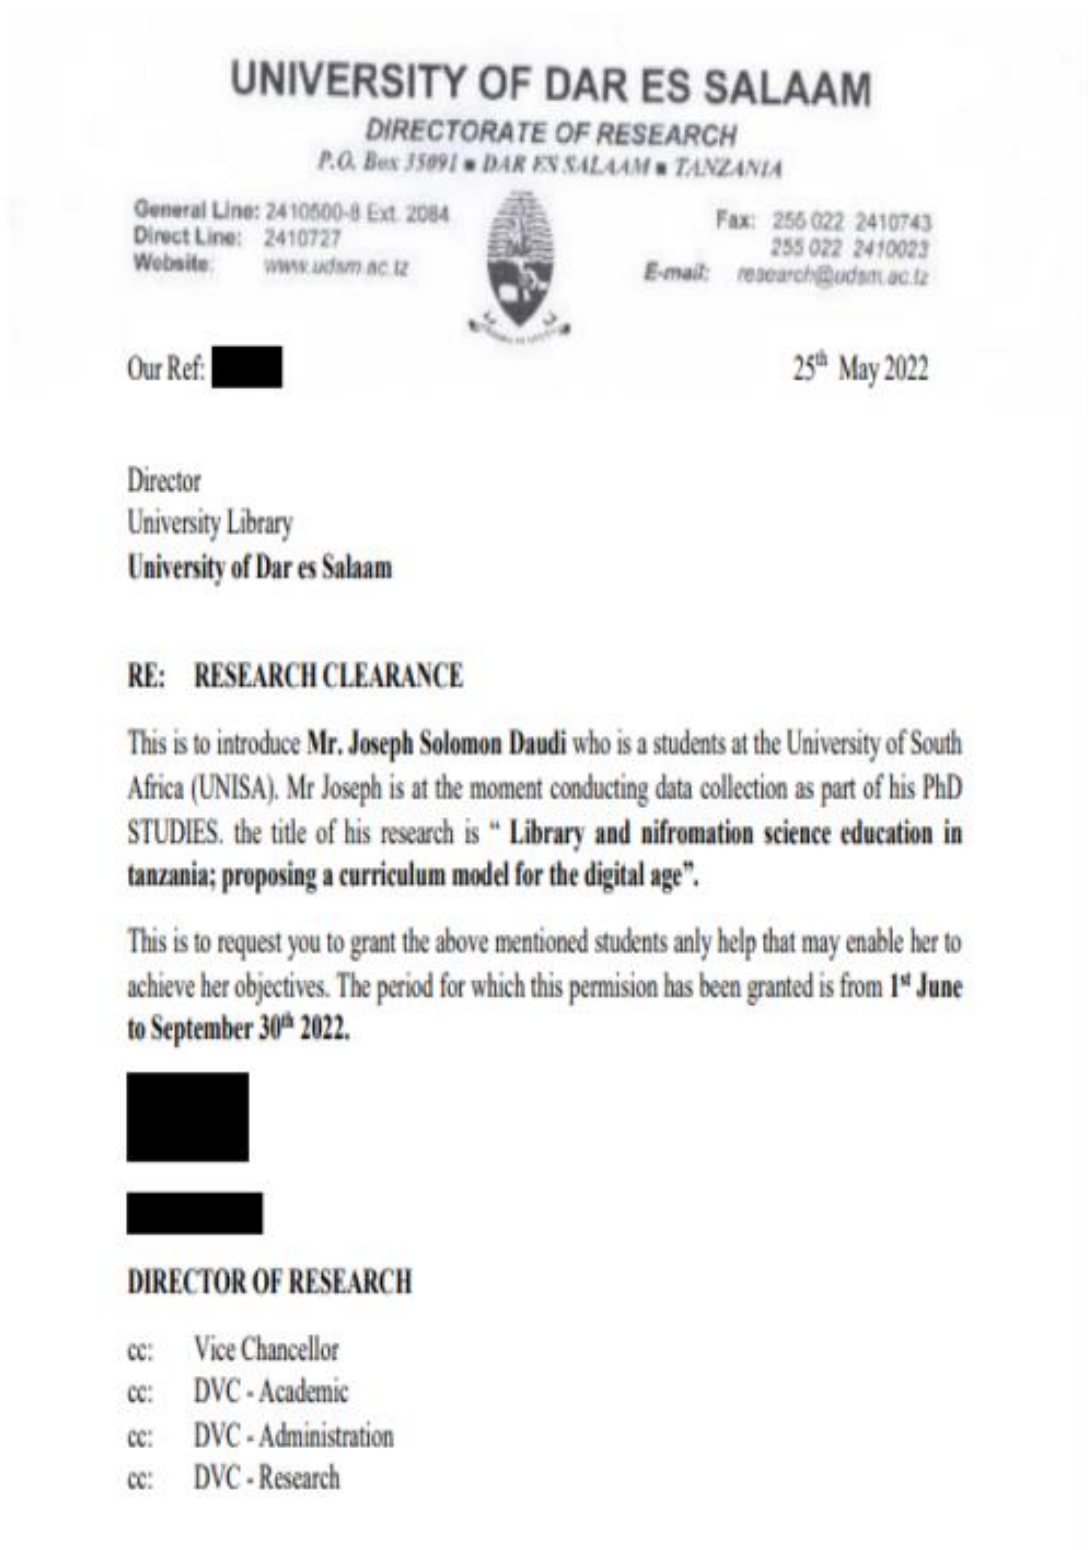 UNIVERSITY OF DAR ES SALAAM
DIRECTORATE OF RESEARCH
P.O. Box 35091 ■ DAR ES SALAAM ■ TANZANIA
General Line: 2410500-8 Ext. 2084
Direct Line: 2410727
Website: www.udsm.ac.tz
Fax: 255 022 2410743
255 022 2410023
E-mail: research@udsm.ac.tz
Our Ref:
25th May 2022
Director
University Library
University of Dar es Salaam
RE: RESEARCH CLEARANCE
This is to introduce Mr. Joseph Solomon Daudi who is a students at the University of South
Africa (UNISA). Mr Joseph is at the moment conducting data collection as part of his PhD
STUDIES. the title of his research is “ Library and nifromation science education in
tanzania; proposing a curriculum model for the digital age”.
This is to request you to grant the above mentioned students anly help that may enable her to
achieve her objectives. The period for which this permision has been granted is from 1st June
to September 30th 2022.
DIRECTOR OF RESEARCH
cc: Vice Chancellor
cc: DVC - Academic
cc: DVC - Administration
cc: DVC - Research